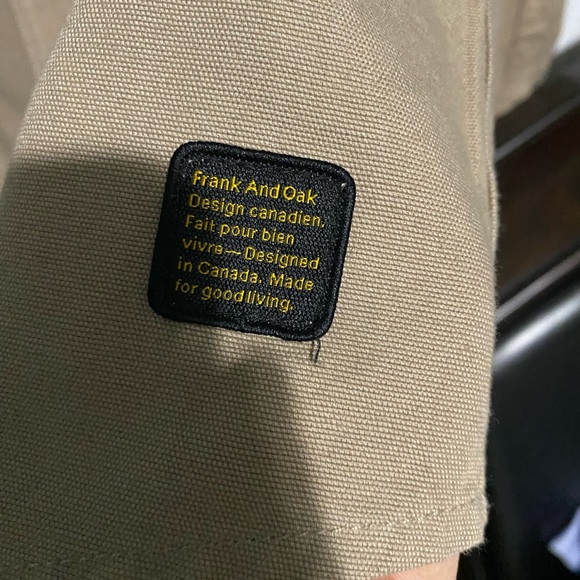 Frank And Oak
Design canadien.
Fait pour bien
vivre—Designed
in Canada. Made
for good living.